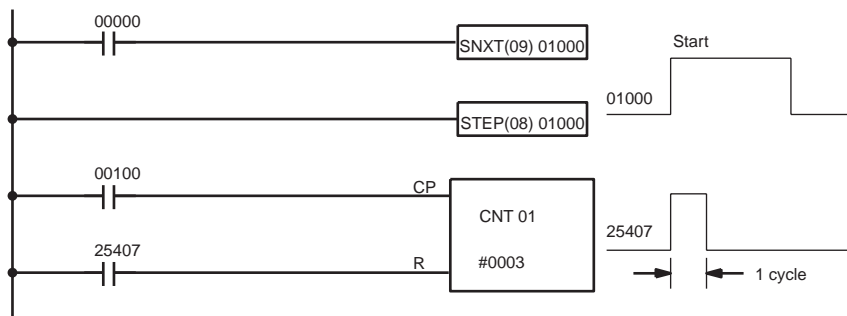 00000
SNXT(09) 01000
Start
01000
STEP(08) 01000
00100
CP
CNT 01
25407
25407
R
#0003
1 cycle